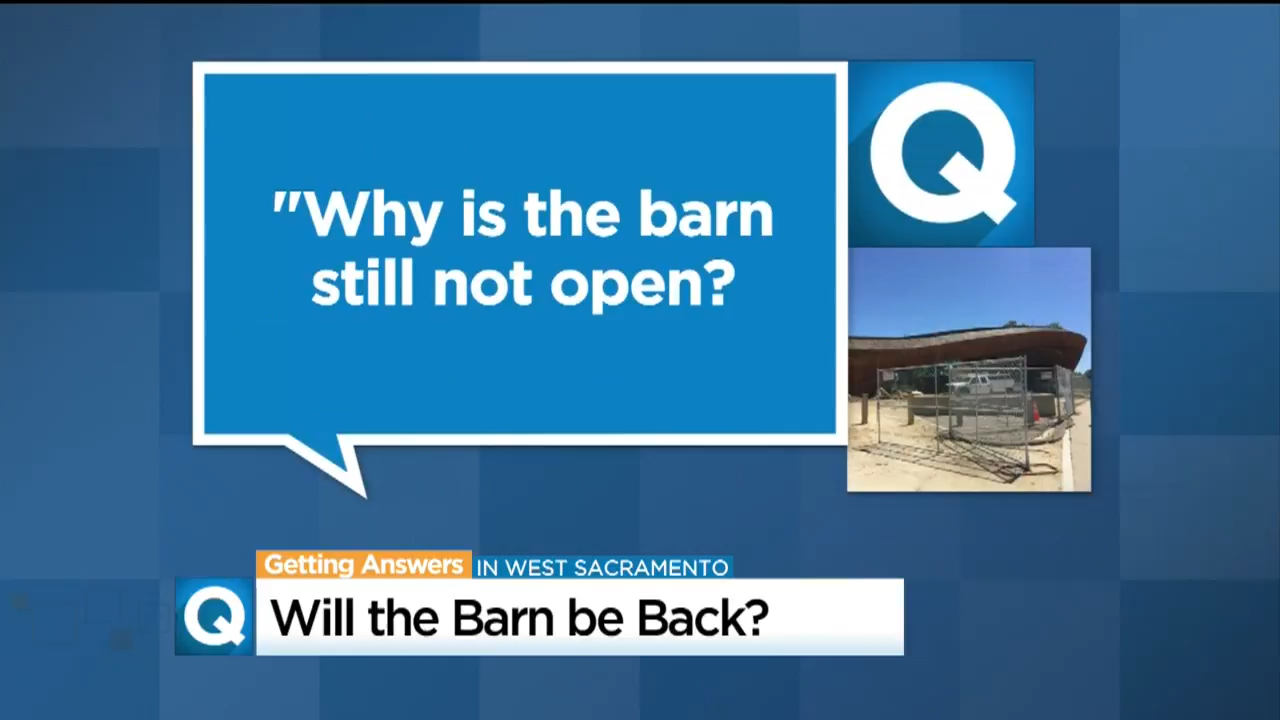 "Why is the barn
still not open?
Q
Getting Answers IN WEST SACRAMENTO
Q
Will the Barn be Back?